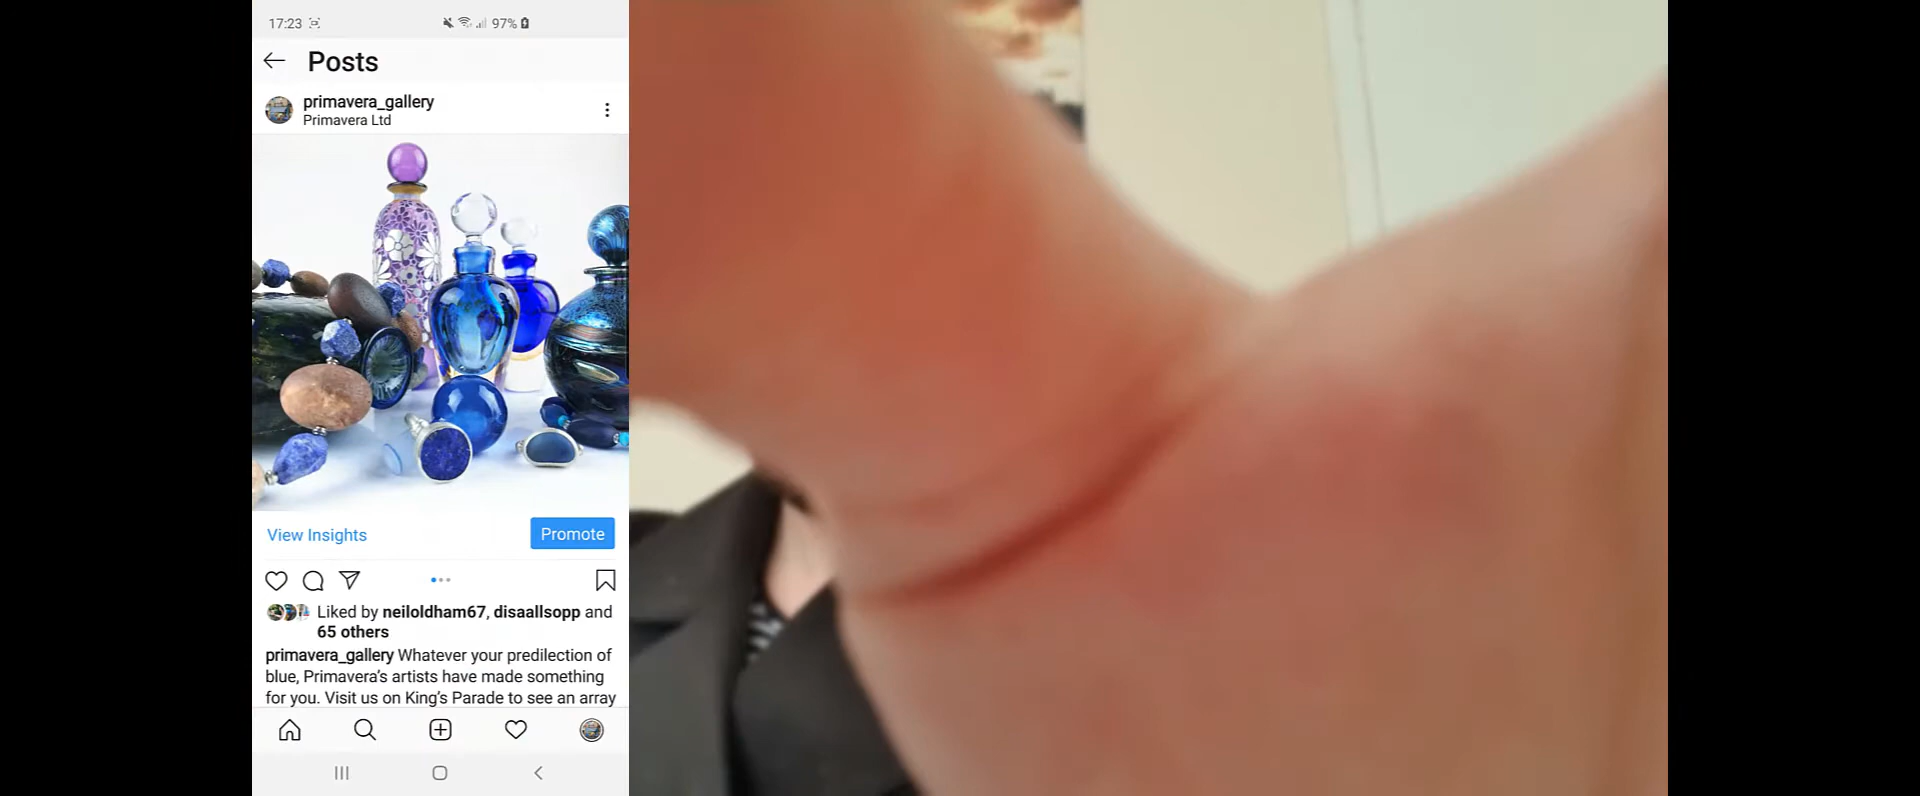 17:23
97%
Posts
primavera_gallery
Primavera Ltd
View Insights
Promote
Liked by neiloldham67, disaallsopp and
65 others
primavera_gallery Whatever your predilection of
blue, Primavera's artists have made something
for you. Visit us on King's Parade to see an array